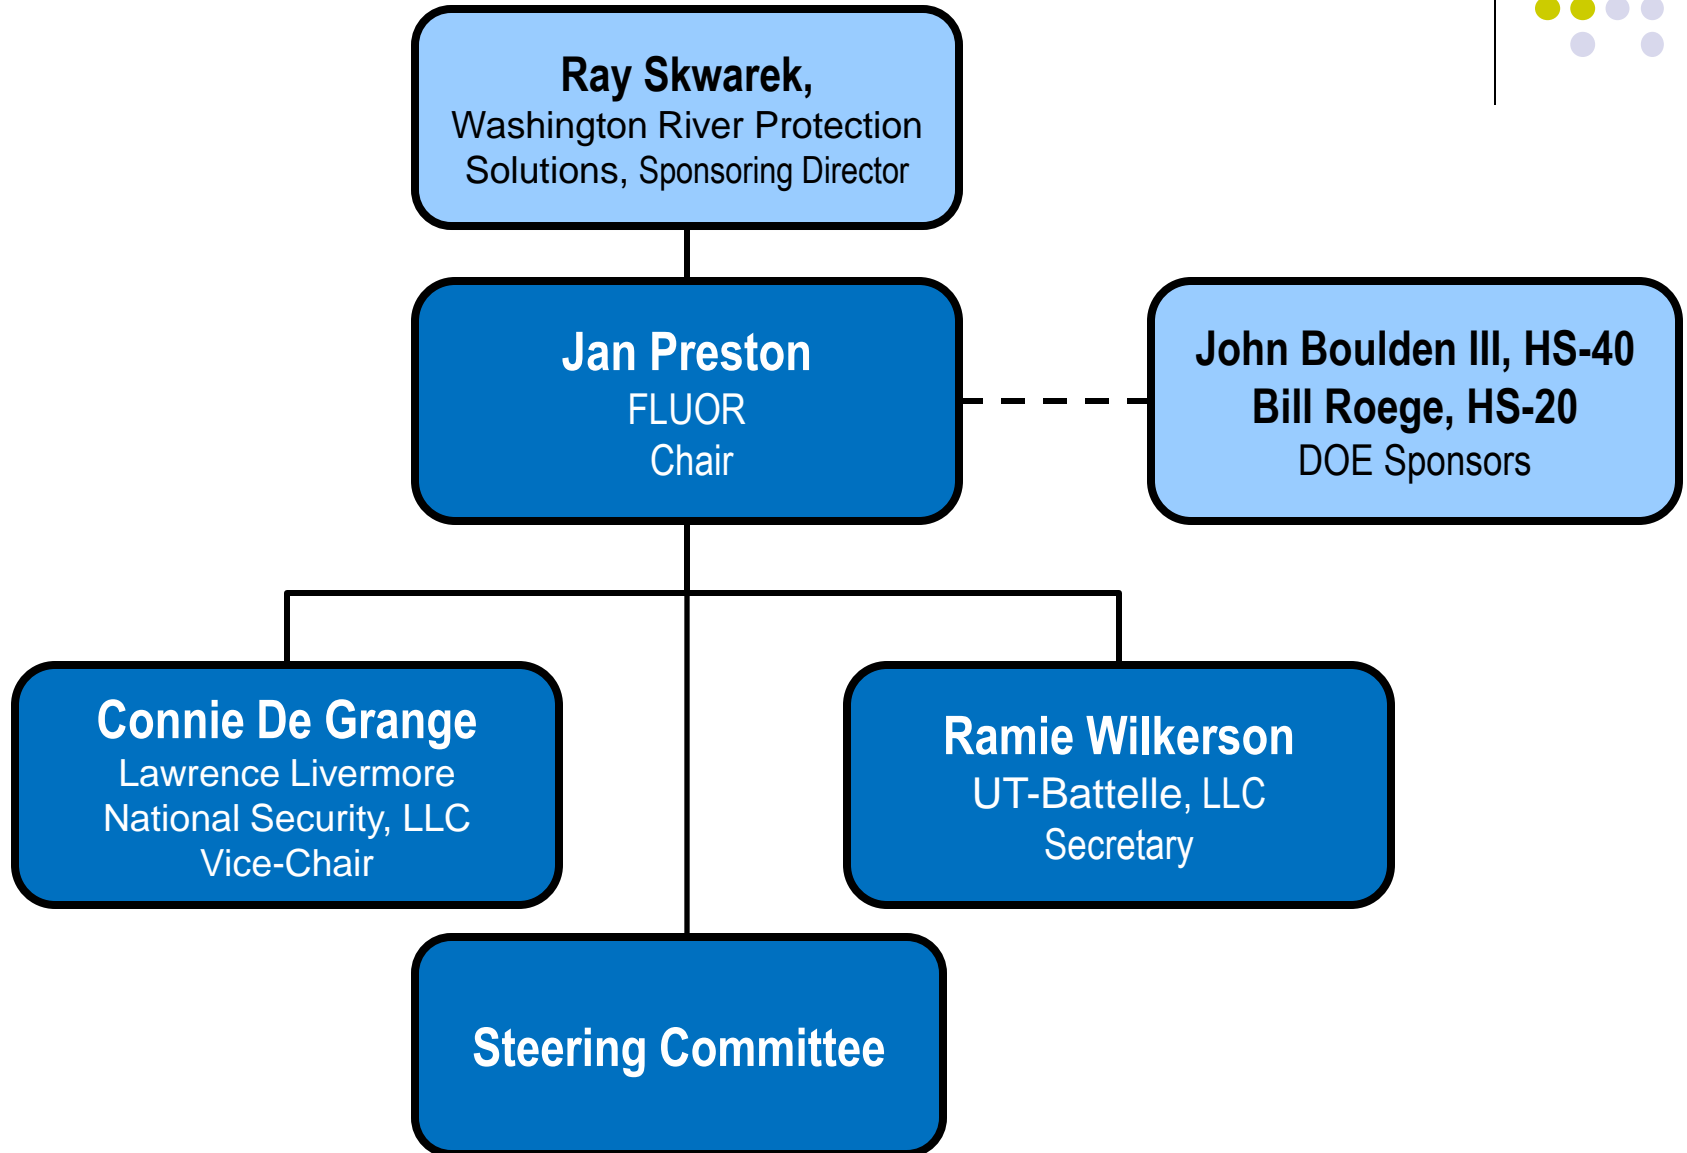 Ray Skwarek,
Washington River Protection
Solutions, Sponsoring Director
Jan Preston
FLUOR
Chair
John Boulden III, HS-40
Bill Roege, HS-20
DOE Sponsors
Connie De Grange
Lawrence Livermore
National Security, LLC
Vice-Chair
Ramie Wilkerson
UT-Battelle, LLC
Secretary
Steering Committee